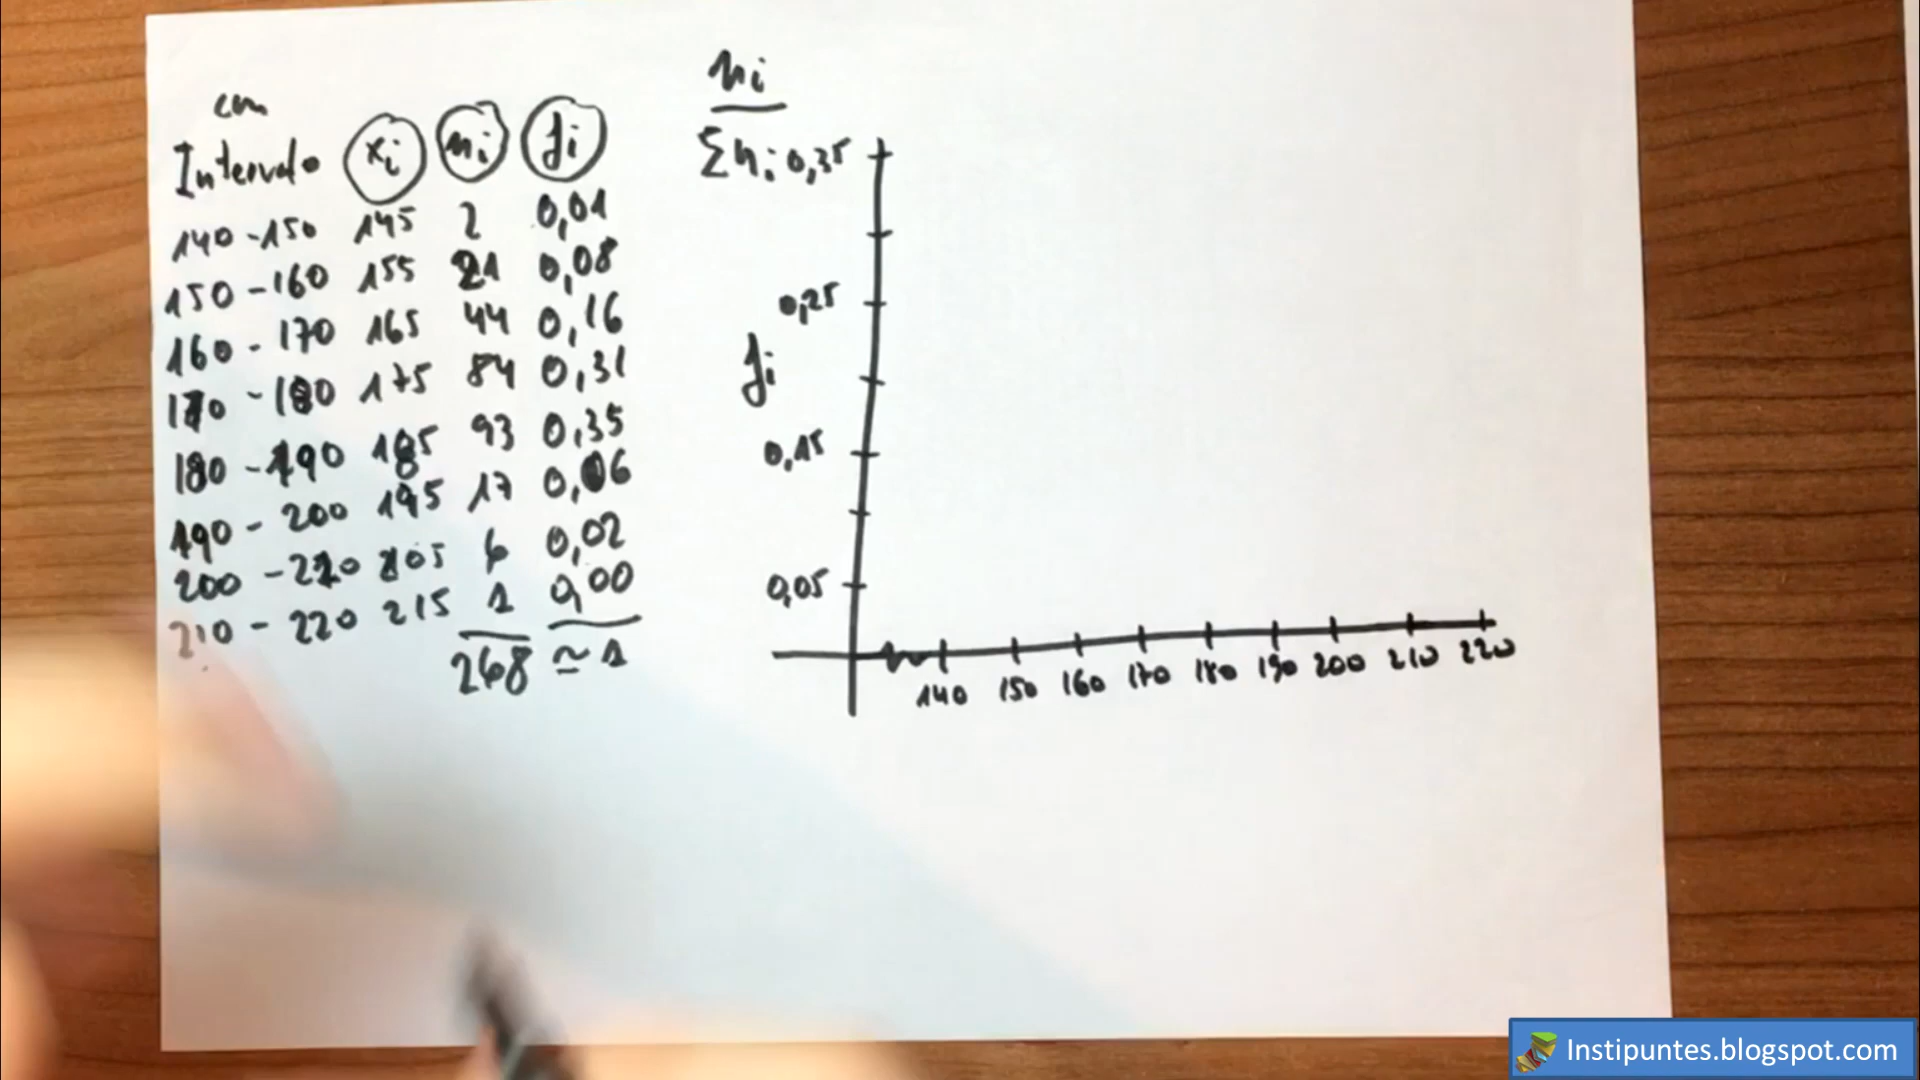 cm
Intervalo xi ni fi
140 - 150 145 2 0,01
150 - 160 155 21 0,08
160 - 170 165 44 0,16
170 - 180 175 84 0,31
180 - 190 185 93 0,35
190 - 200 195 17 0,06
200 - 210 205 6 0,02
210 - 220 215 1 0,00
268 ≃ 1
ni
Σni
0,35
0,25
fi
0,15
0,05
140 150 160 170 180 190 200 210 220
Instipuntes.blogspot.com